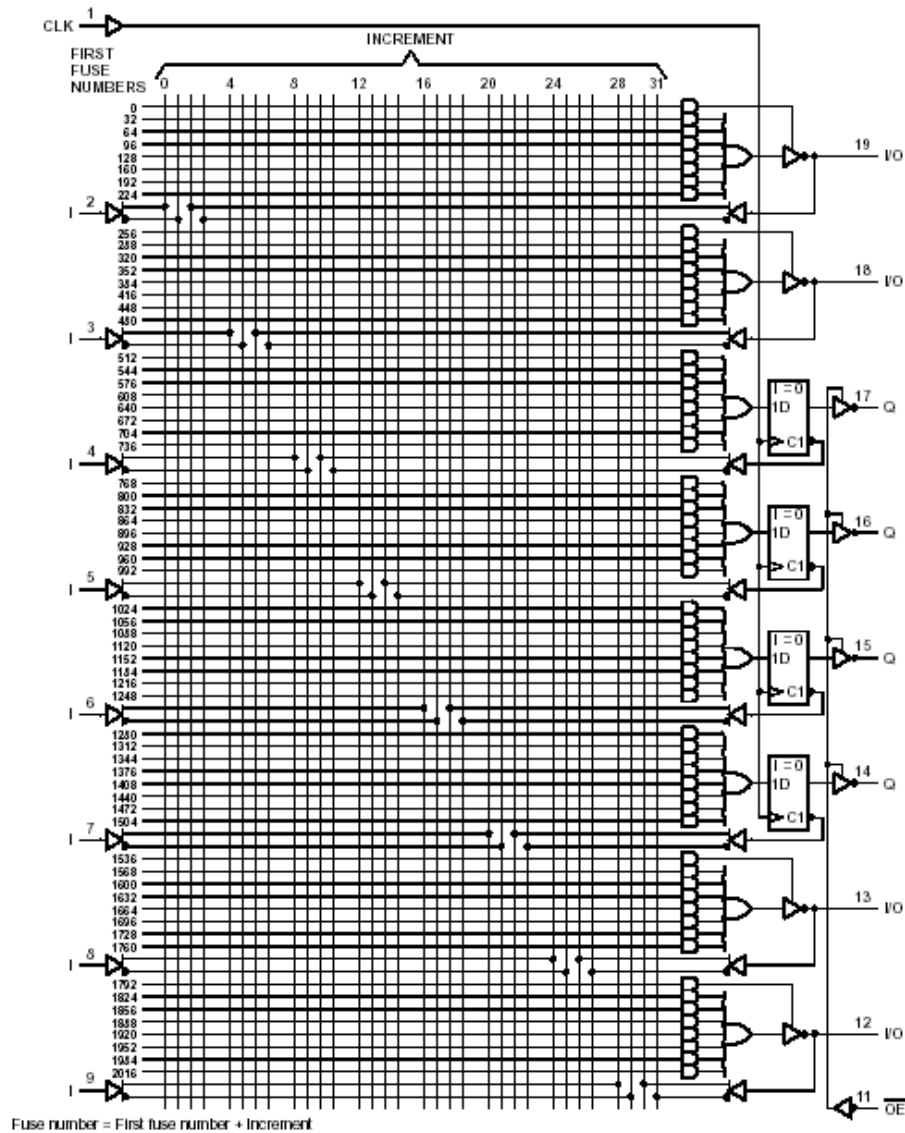 CLK 1
INCREMENT
FIRST
FUSE
NUMBERS
0 4 8 12 16 20 24 28 31
0
32
64
96
128
160
192
224
19 I/O
I 2
256
288
320
352
384
416
448
480
18 I/O
I 3
512
544
576
608
640
672
704
736
I = 0
1D
C1
17 Q
I 4
768
800
832
864
896
928
960
992
I = 0
1D
C1
16 Q
I 5
1024
1056
1088
1120
1152
1184
1216
1248
I = 0
1D
C1
15 Q
I 6
1280
1312
1344
1376
1408
1440
1472
1504
I = 0
1D
C1
14 Q
I 7
1536
1568
1600
1632
1664
1696
1728
1760
13 I/O
I 8
1792
1824
1856
1888
1920
1952
1984
2016
12 I/O
I 9
11 OE
Fuse number = First fuse number + Increment